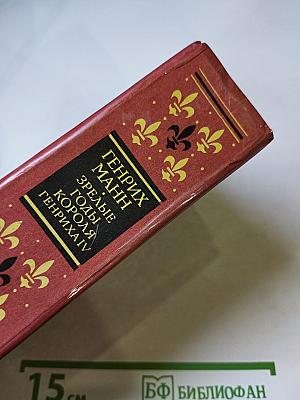 ГЕНРИХ
МАНН
ЗРЕЛЫЕ
ГОДЫ
КОРОЛЯ
ГЕНРИХА IV
15 см
БФ БИБЛИОФАН